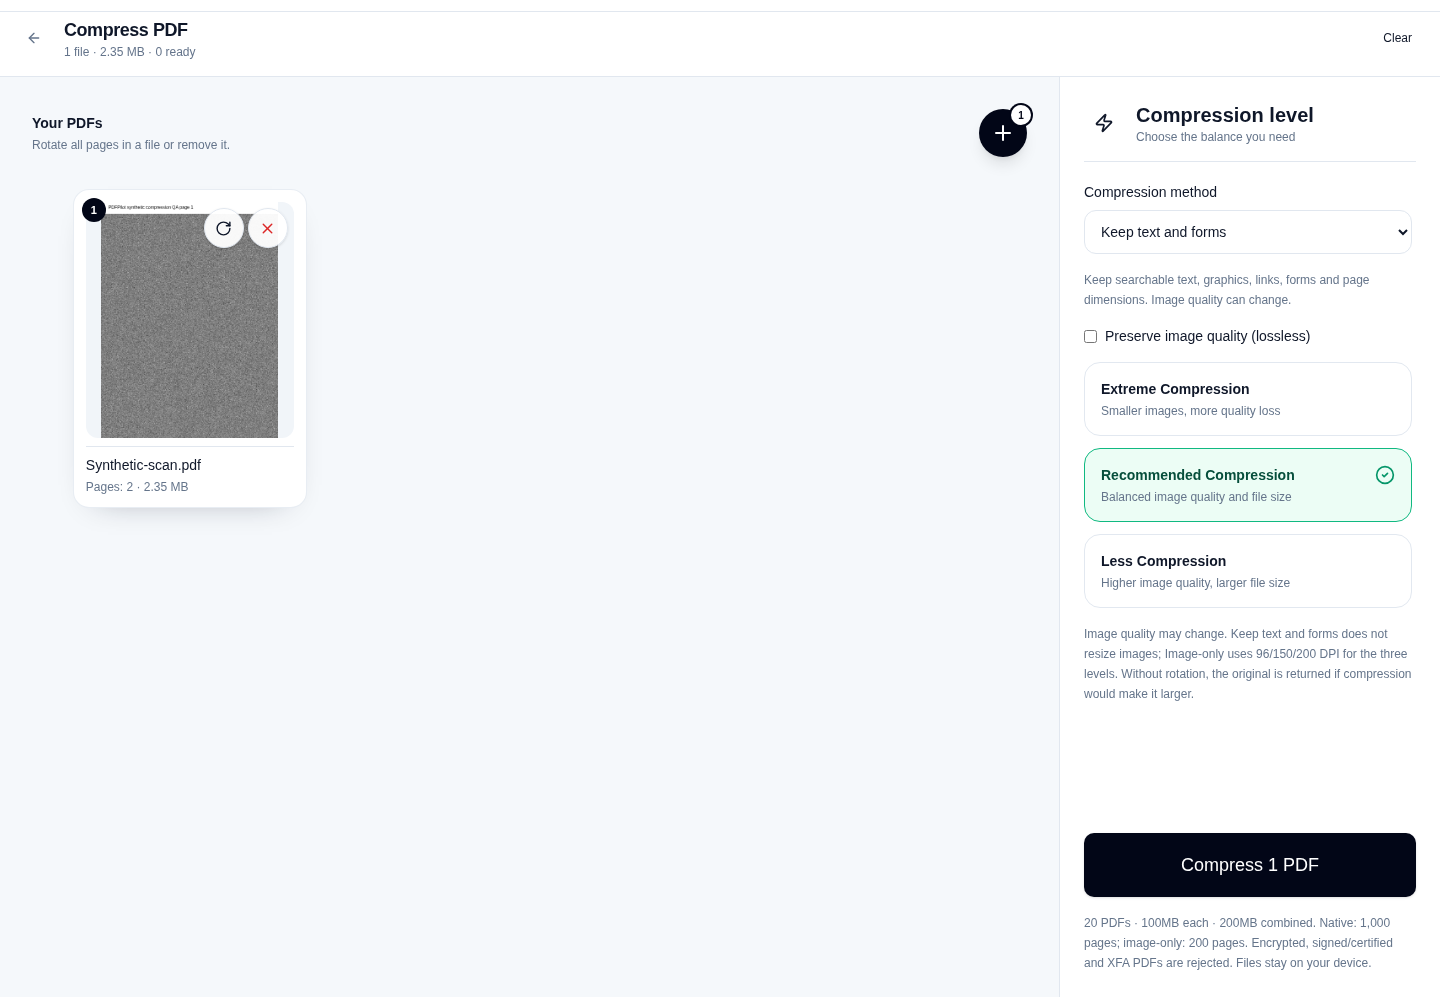 Compress PDF
1 file · 2.35 MB · 0 ready
Clear
Your PDFs
Rotate all pages in a file or remove it.
1
1
PDFPilot synthetic compression QA page 1
Synthetic-scan.pdf
Pages: 2 · 2.35 MB
Compression level
Choose the balance you need
Compression method
Keep text and forms
Keep searchable text, graphics, links, forms and page
dimensions. Image quality can change.
Preserve image quality (lossless)
Extreme Compression
Smaller images, more quality loss
Recommended Compression
Balanced image quality and file size
Less Compression
Higher image quality, larger file size
Image quality may change. Keep text and forms does not
resize images; Image-only uses 96/150/200 DPI for the three
levels. Without rotation, the original is returned if compression
would make it larger.
Compress 1 PDF
20 PDFs · 100MB each · 200MB combined. Native: 1,000
pages; image-only: 200 pages. Encrypted, signed/certified
and XFA PDFs are rejected. Files stay on your device.